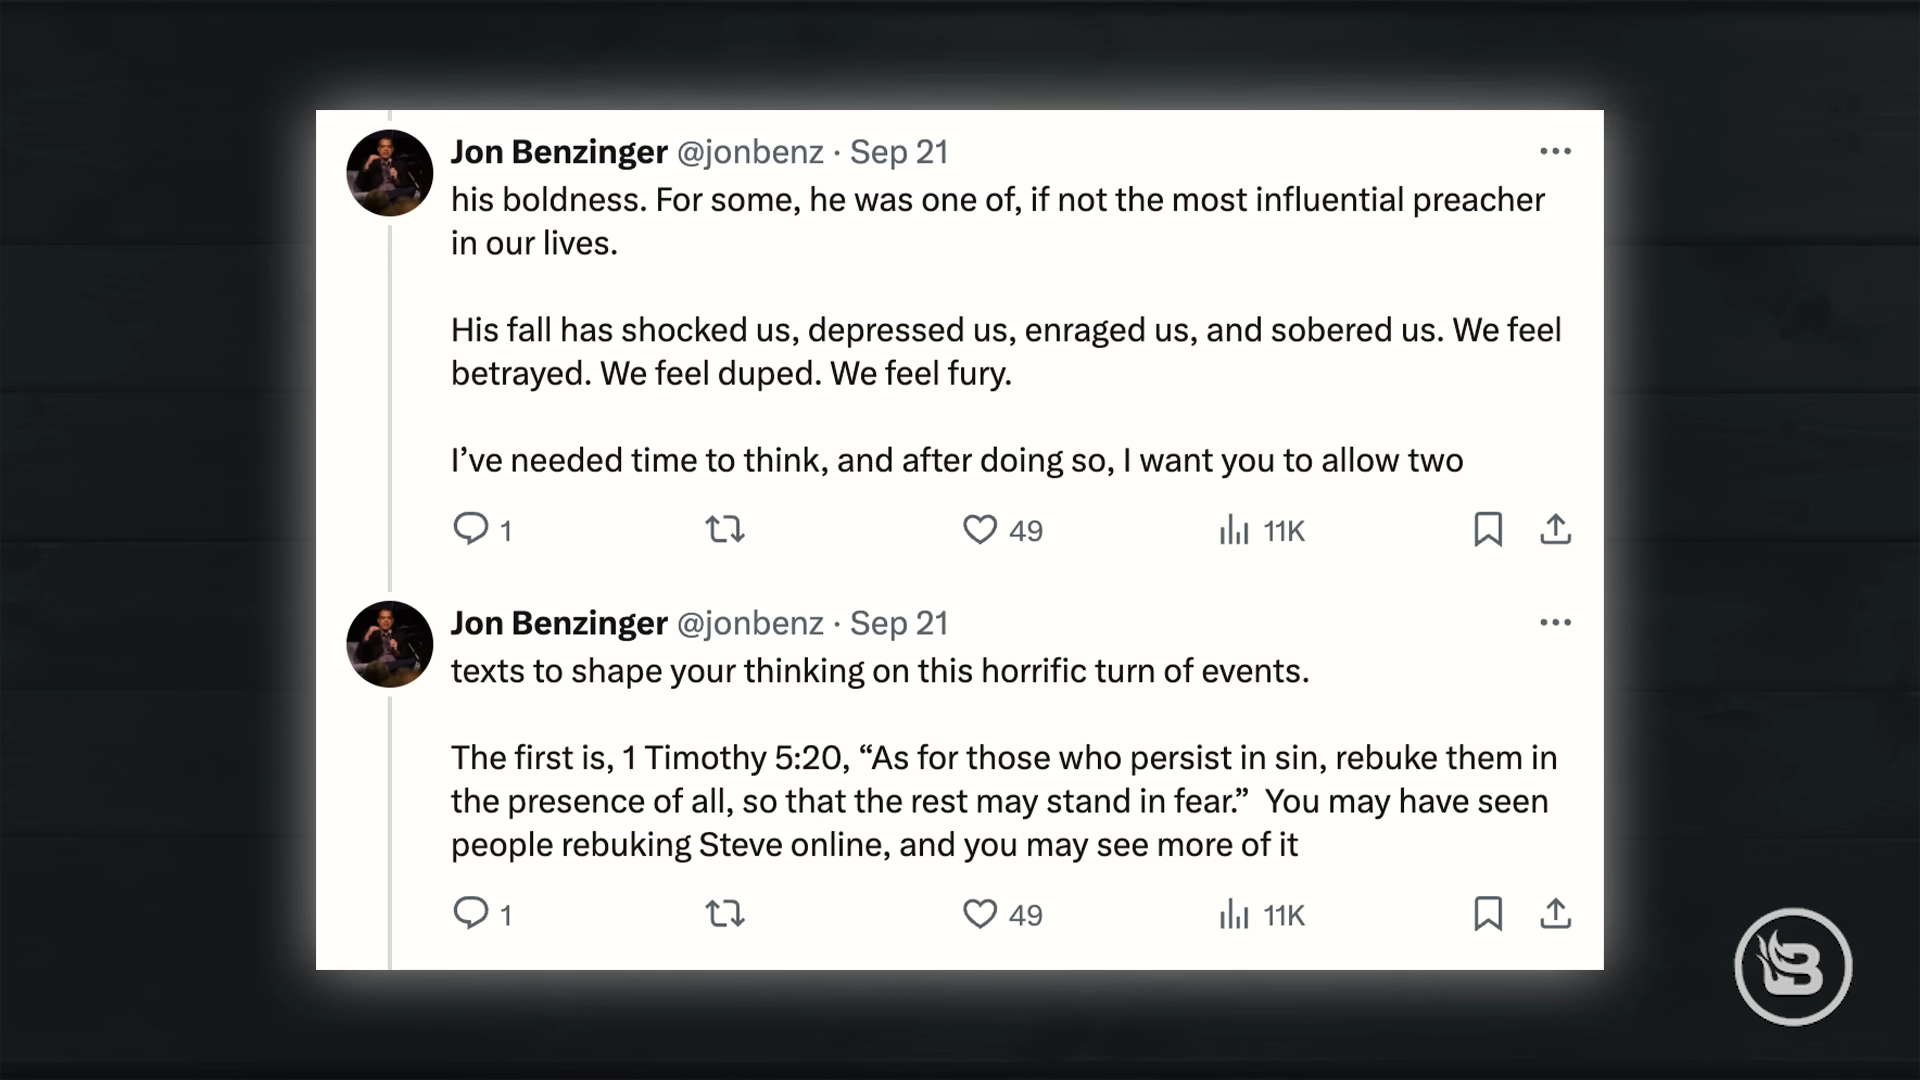 Jon Benzinger @jonbenz · Sep 21
his boldness. For some, he was one of, if not the most influential preacher
in our lives.
His fall has shocked us, depressed us, enraged us, and sobered us. We feel
betrayed. We feel duped. We feel fury.
I’ve needed time to think, and after doing so, I want you to allow two
1 49 11K
Jon Benzinger @jonbenz · Sep 21
texts to shape your thinking on this horrific turn of events.
The first is, 1 Timothy 5:20, “As for those who persist in sin, rebuke them in
the presence of all, so that the rest may stand in fear.”  You may have seen
people rebuking Steve online, and you may see more of it
1 49 11K
B